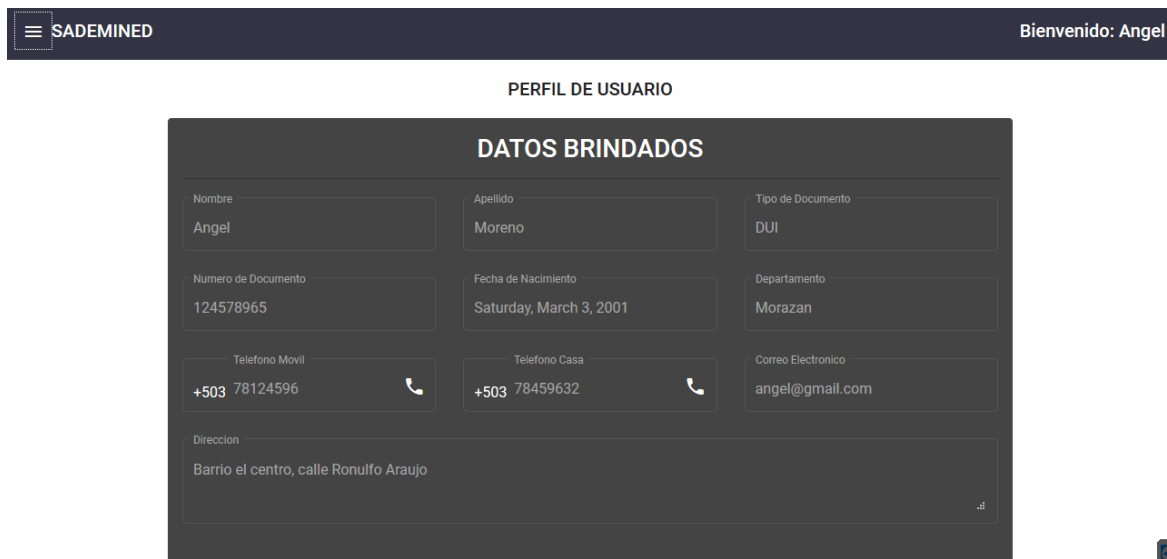 SADEMINED Bienvenido: Angel
PERFIL DE USUARIO
DATOS BRINDADOS
Nombre Apellido Tipo de Documento
Angel Moreno DUI
Numero de Documento Fecha de Nacimiento Departamento
124578965 Saturday, March 3, 2001 Morazan
Telefono Movil Telefono Casa Correo Electronico
+503 78124596 +503 78459632 angel@gmail.com
Direccion
Barrio el centro, calle Ronulfo Araujo